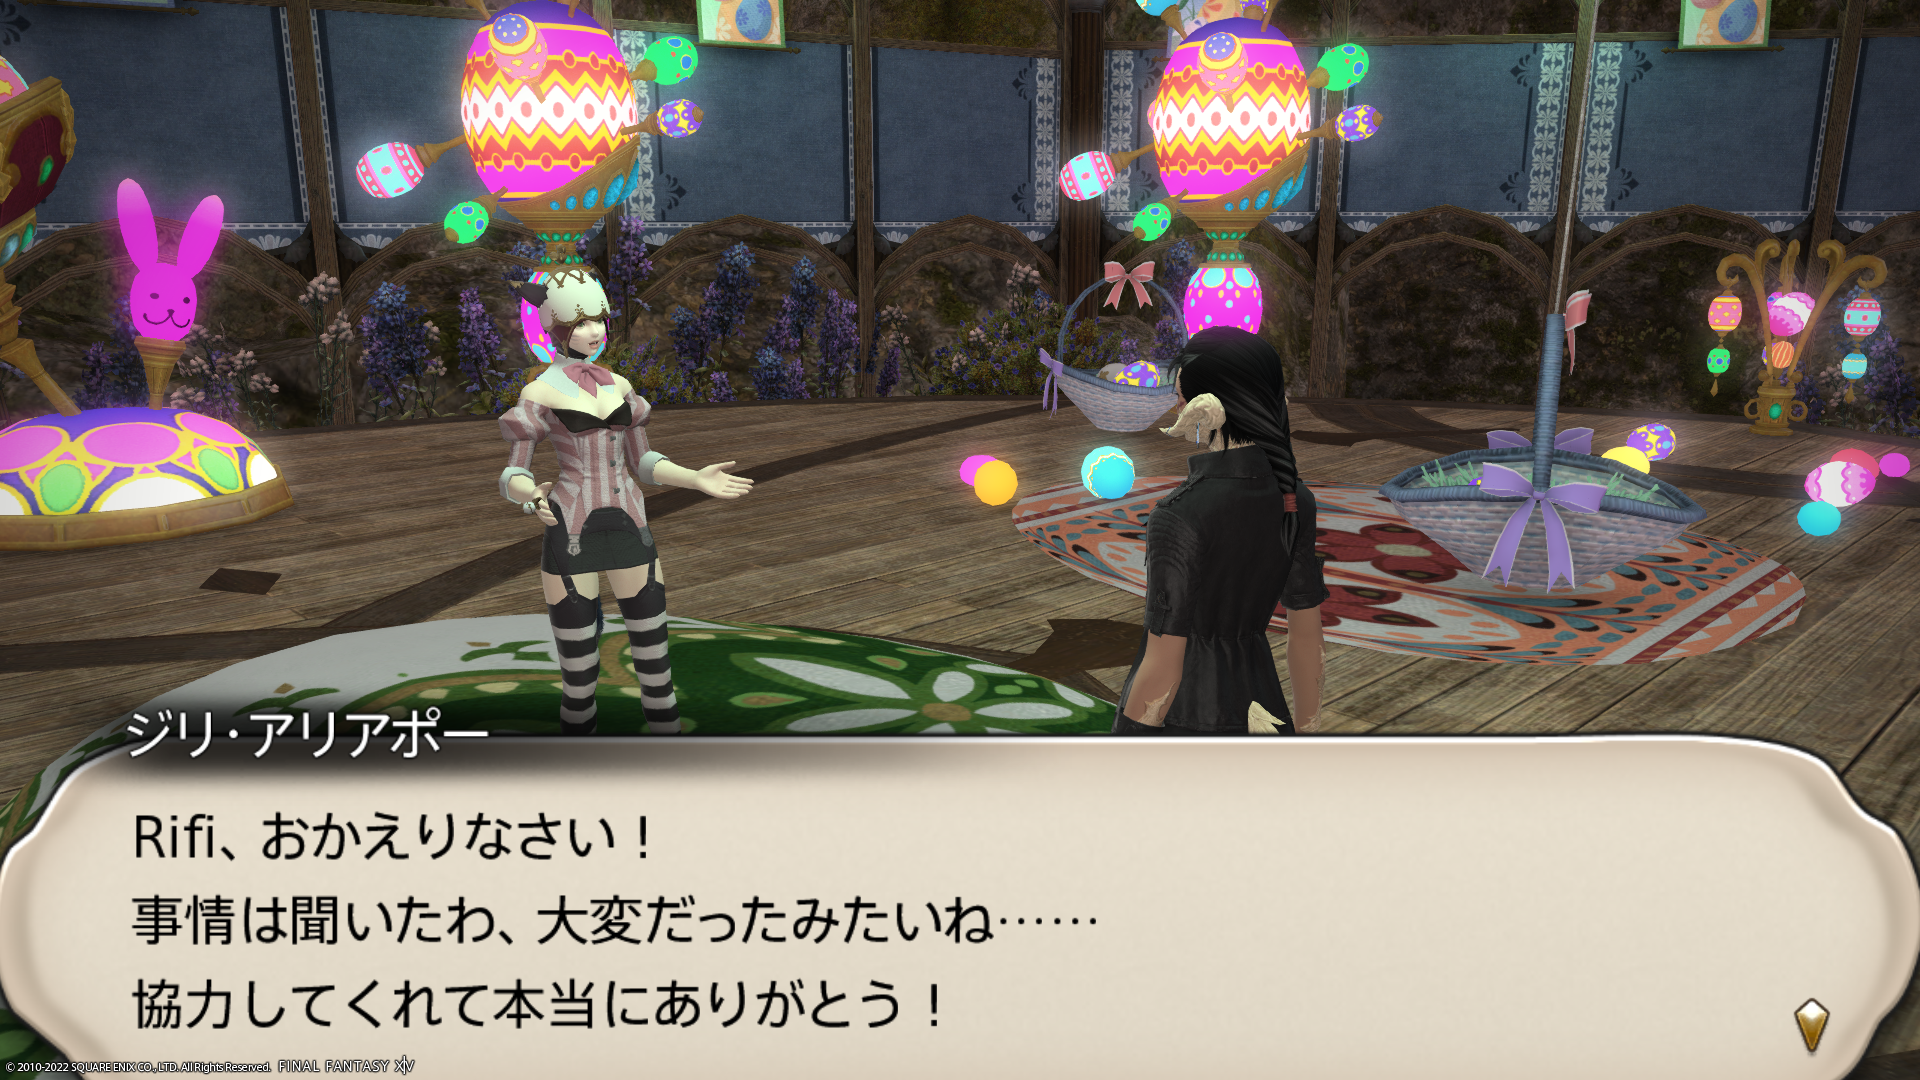 ジリ・アリアポー
Rifi、おかえりなさい！
事情は聞いたわ、大変だったみたいね……
協力してくれて本当にありがとう！
© 2010-2022 SQUARE ENIX CO., LTD. All Rights Reserved. FINAL FANTASY XIV